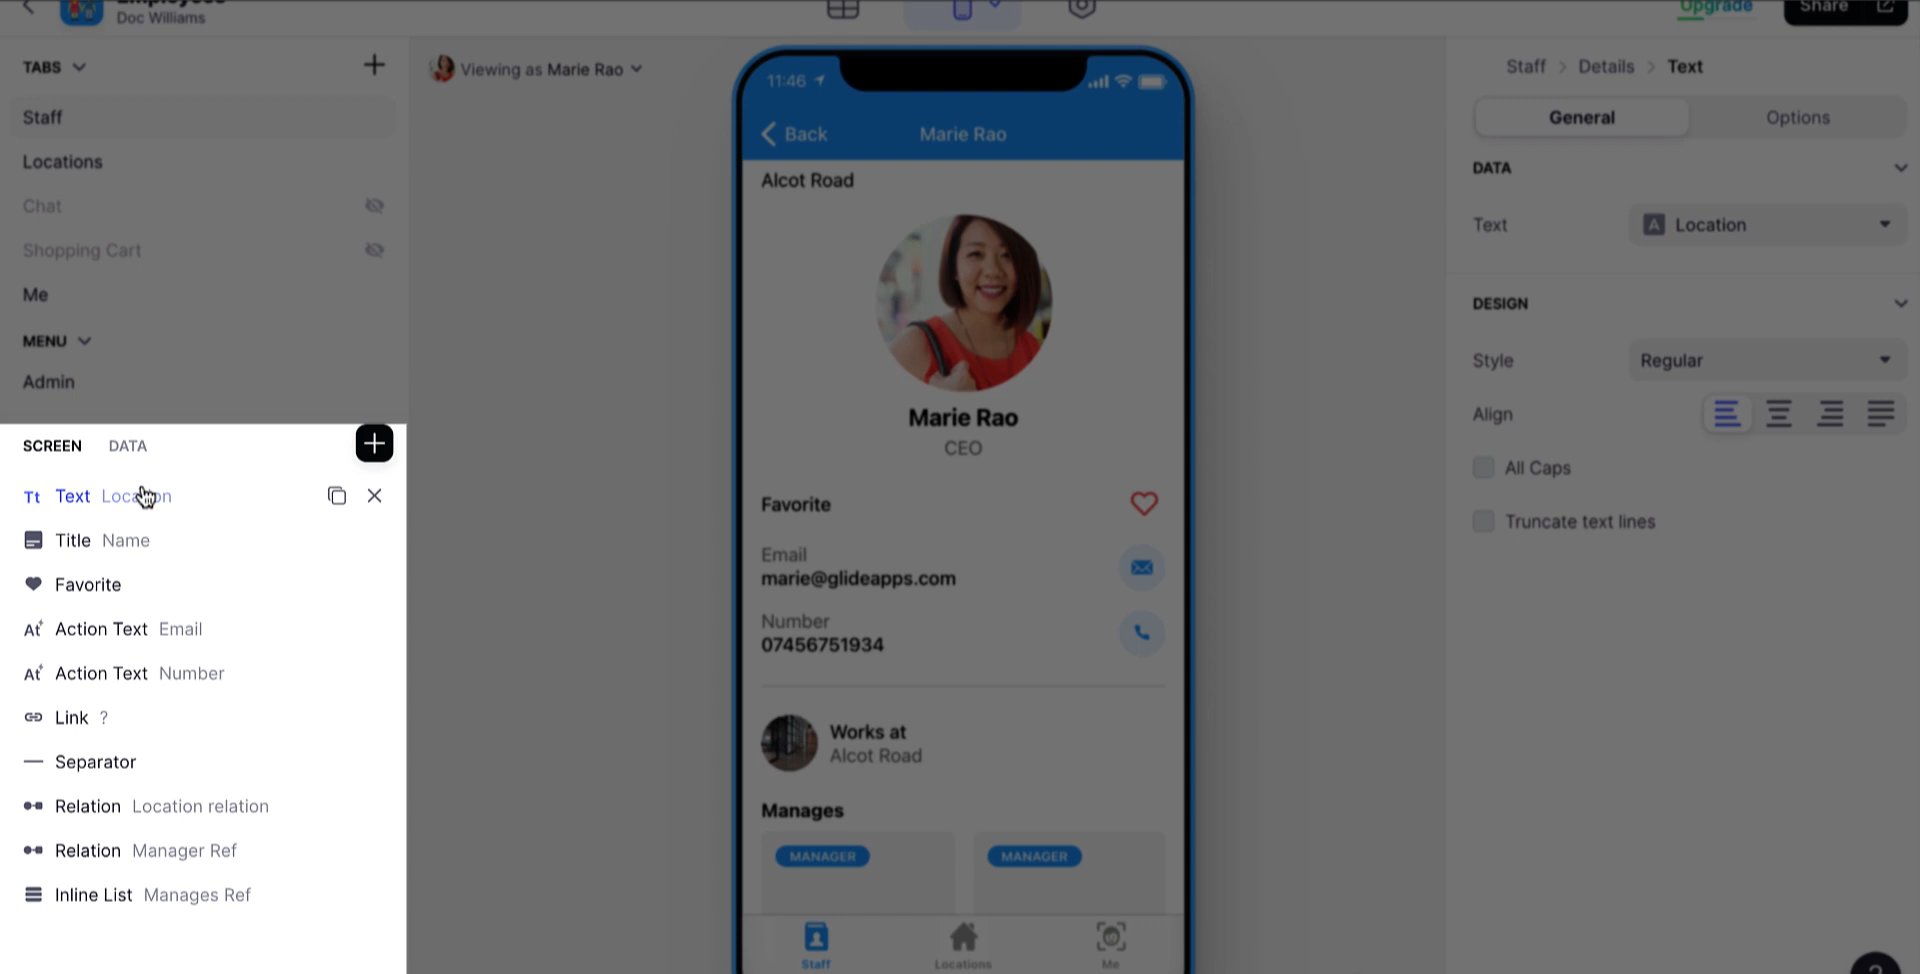 Employees
Doc Williams
Upgrade
Share
TABS
Staff
Locations
Chat
Shopping Cart
Me
MENU
Admin
SCREEN DATA
Tt Text Location
Title Name
Favorite
At Action Text Email
At Action Text Number
Link ?
Separator
Relation Location relation
Relation Manager Ref
Inline List Manages Ref
Viewing as Marie Rao
11:46
Back Marie Rao
Alcot Road
Marie Rao
CEO
Favorite
Email
marie@glideapps.com
Number
07456751934
Works at
Alcot Road
Manages
MANAGER MANAGER
Staff Locations Me
Staff > Details > Text
General Options
DATA
Text A Location
DESIGN
Style Regular
Align
All Caps
Truncate text lines
?